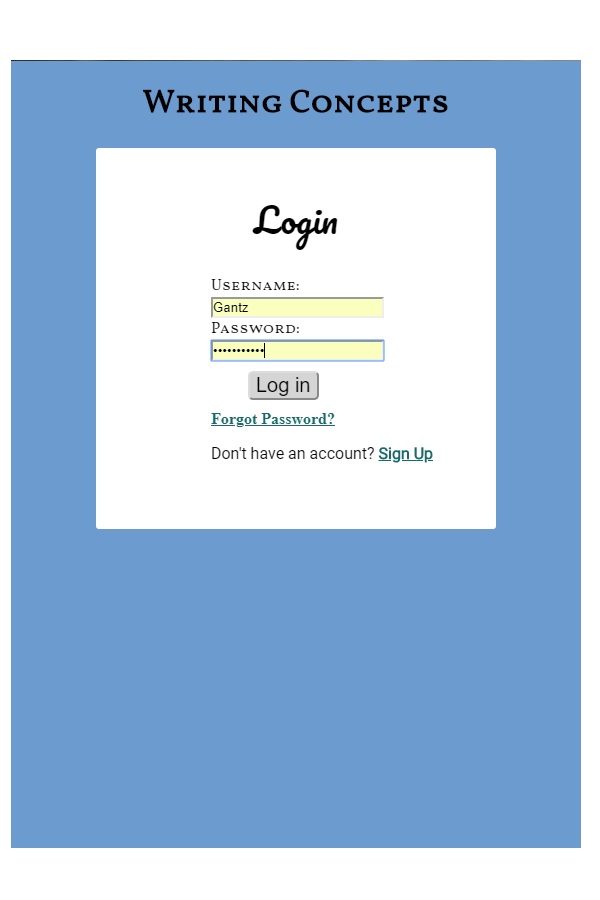 Writing Concepts
Login
Username:
Gantz
Password:
•••••••••••
Log in
Forgot Password?
Don't have an account? Sign Up